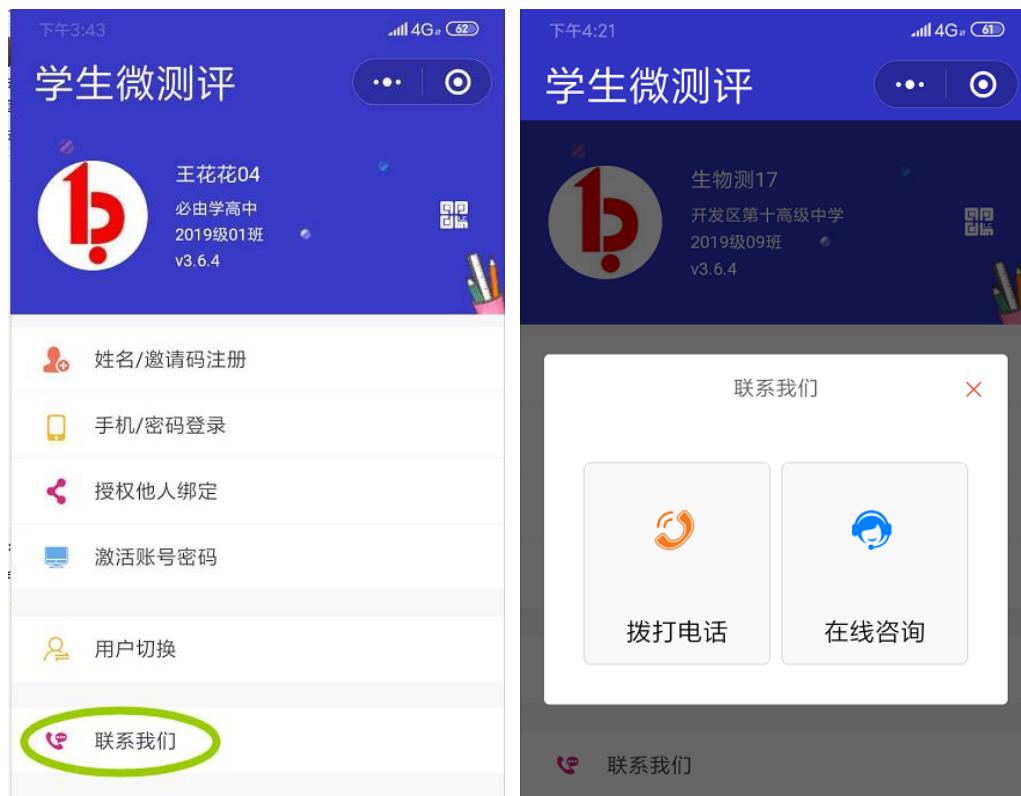 下午3:43
4G 62
学生微测评
王花花04
必由学高中
2019级01班
v3.6.4
姓名/邀请码注册
手机/密码登录
授权他人绑定
激活账号密码
用户切换
联系我们
下午4:21
4G 61
学生微测评
生物测17
开发区第十高级中学
2019级09班
v3.6.4
联系我们
拨打电话
在线咨询
联系我们